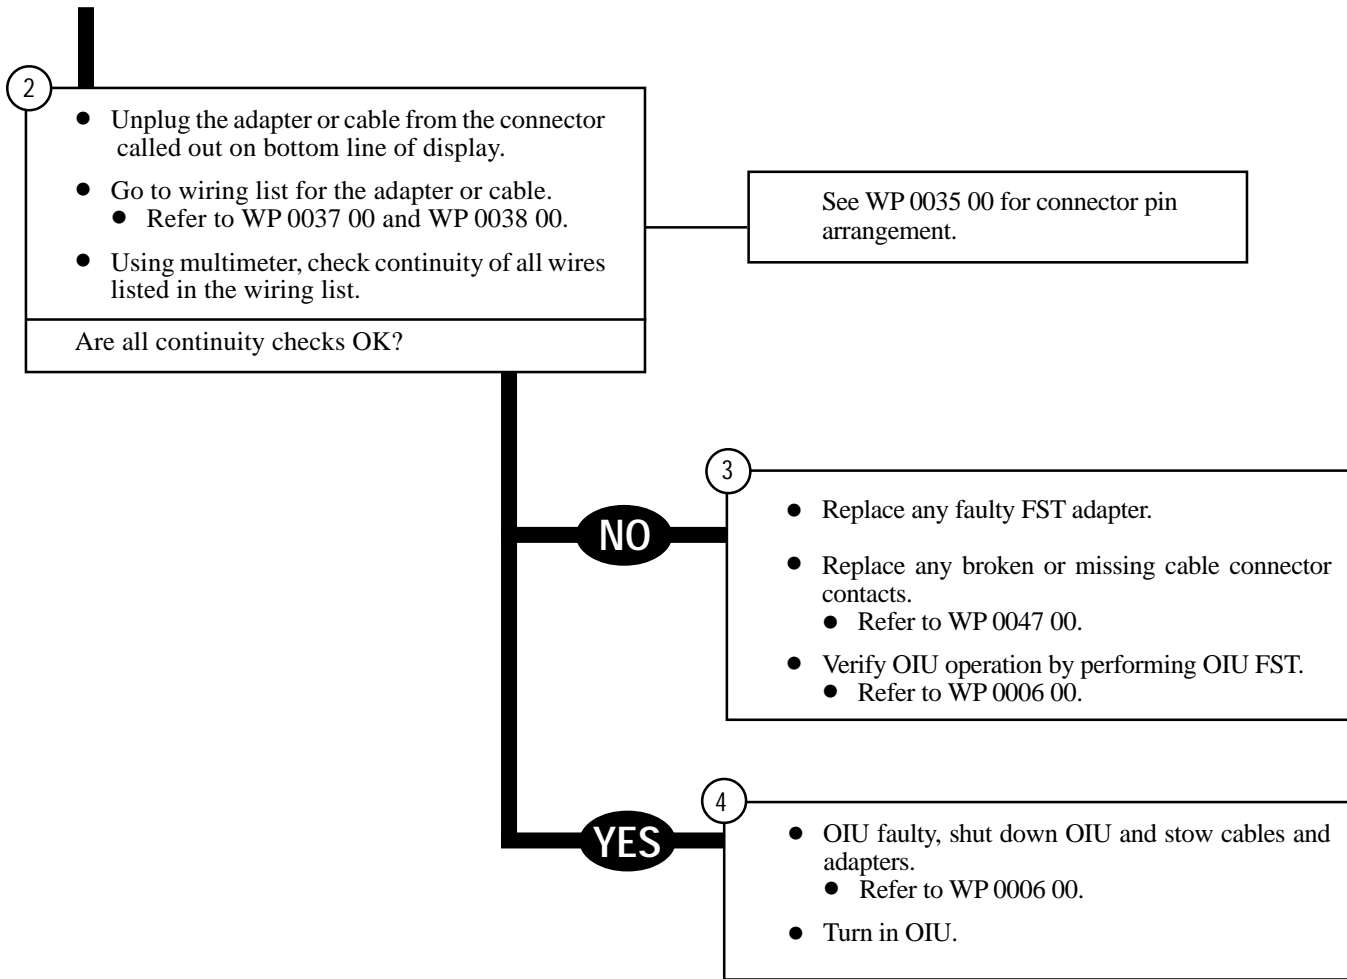 2
● Unplug the adapter or cable from the connector
called out on bottom line of display.
● Go to wiring list for the adapter or cable.
● Refer to WP 0037 00 and WP 0038 00.
● Using multimeter, check continuity of all wires
listed in the wiring list.
Are all continuity checks OK?
See WP 0035 00 for connector pin
arrangement.
NO
3
● Replace any faulty FST adapter.
● Replace any broken or missing cable connector
contacts.
● Refer to WP 0047 00.
● Verify OIU operation by performing OIU FST.
● Refer to WP 0006 00.
YES
4
● OIU faulty, shut down OIU and stow cables and
adapters.
● Refer to WP 0006 00.
● Turn in OIU.